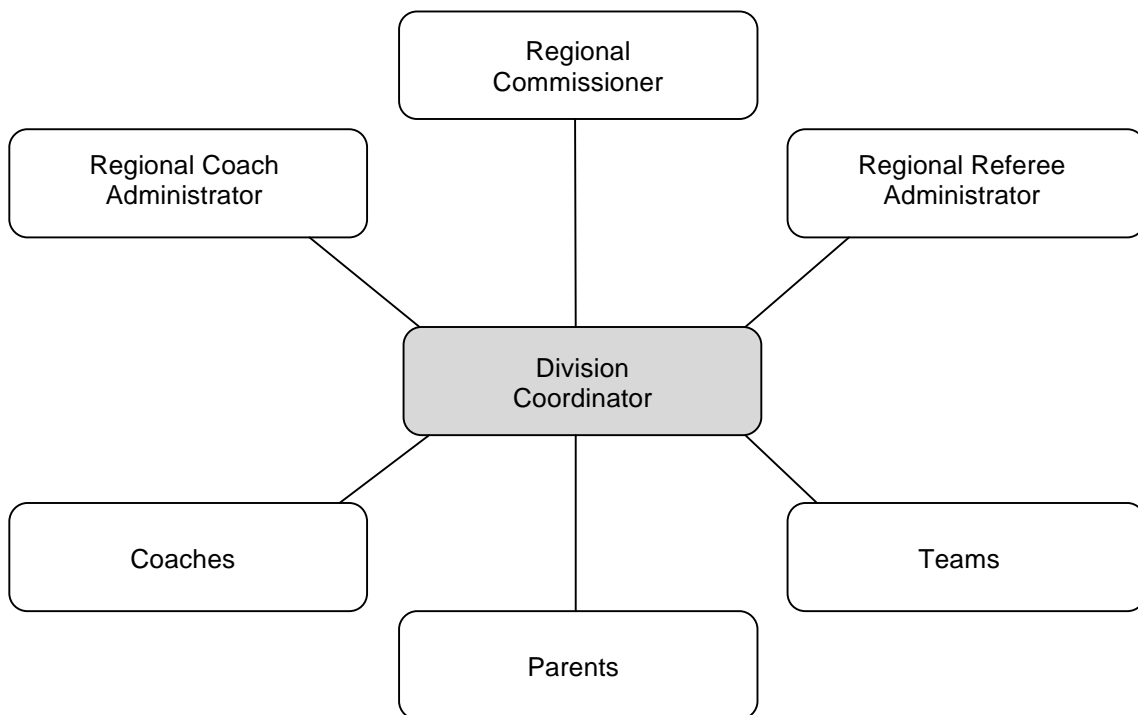 Regional
Commissioner
Regional Coach
Administrator
Regional Referee
Administrator
Division
Coordinator
Coaches
Teams
Parents